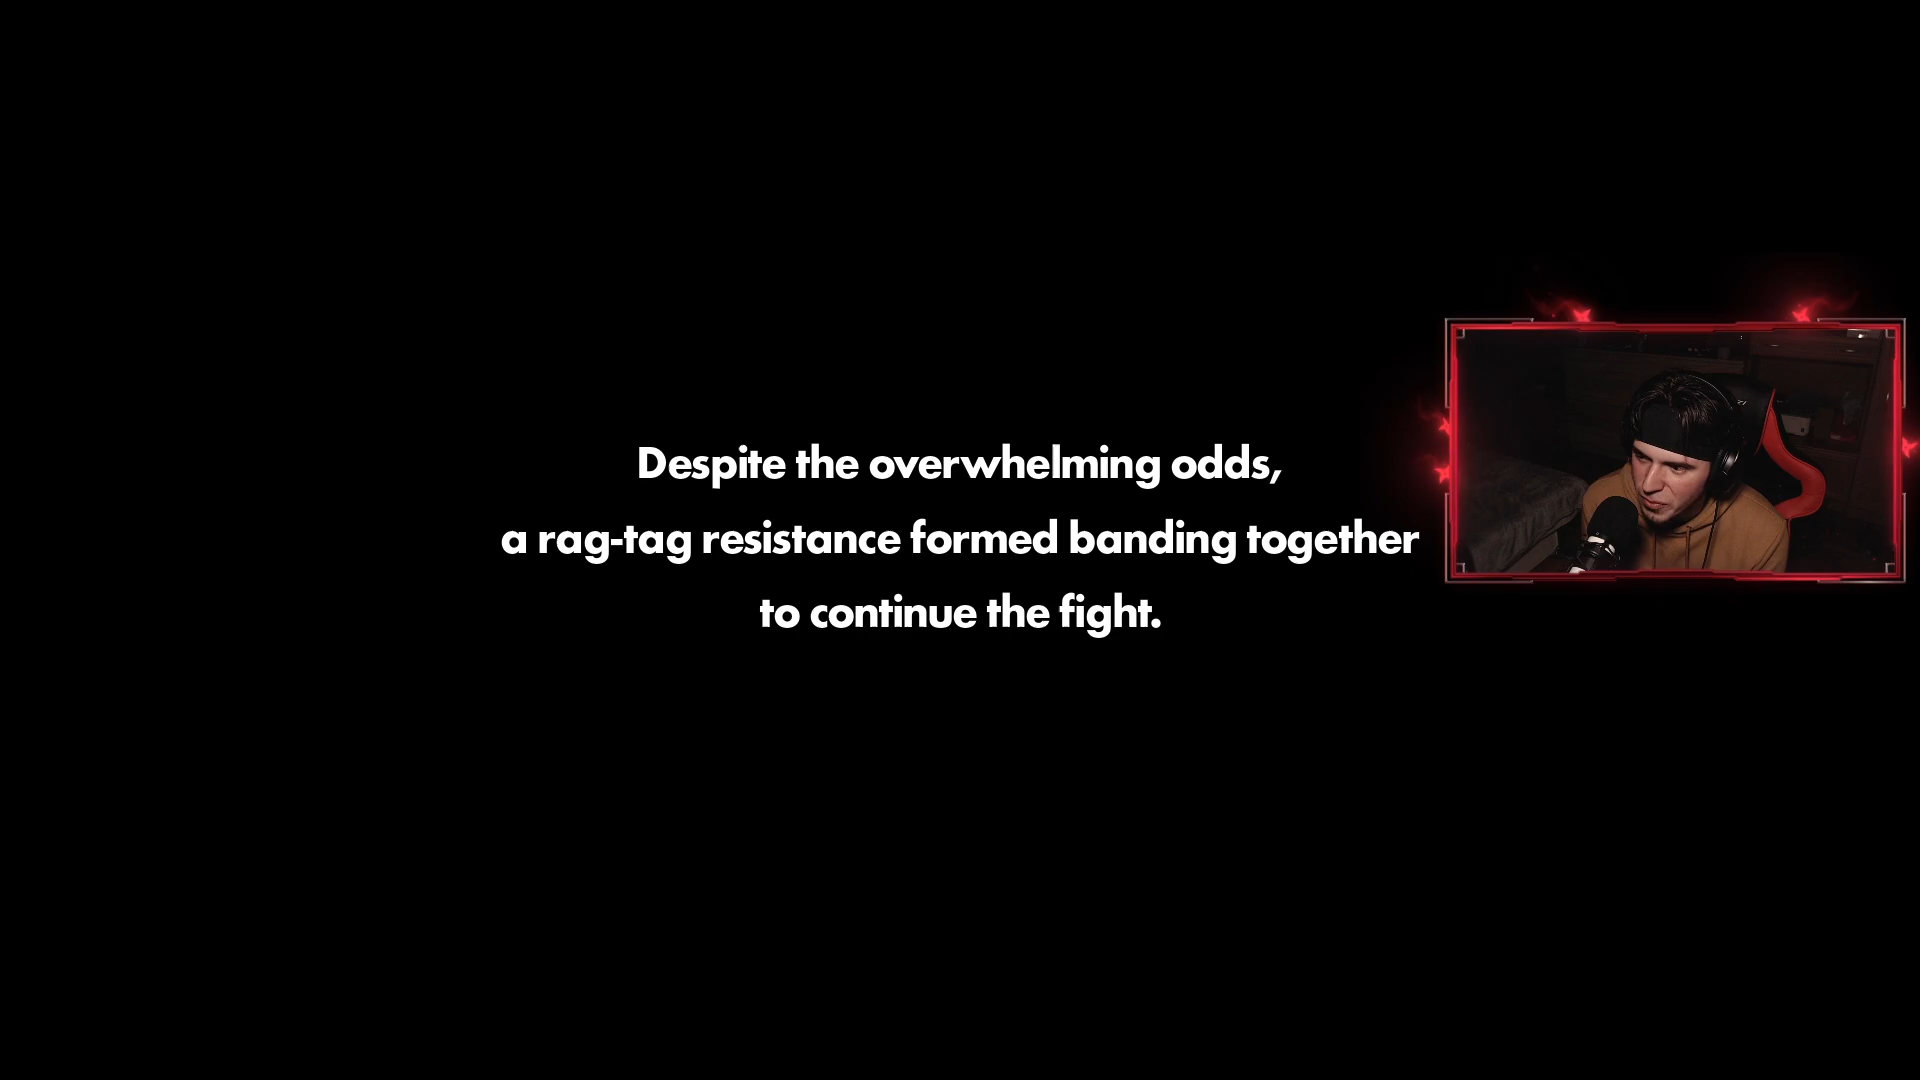 Despite the overwhelming odds,
a rag-tag resistance formed banding together
to continue the fight.